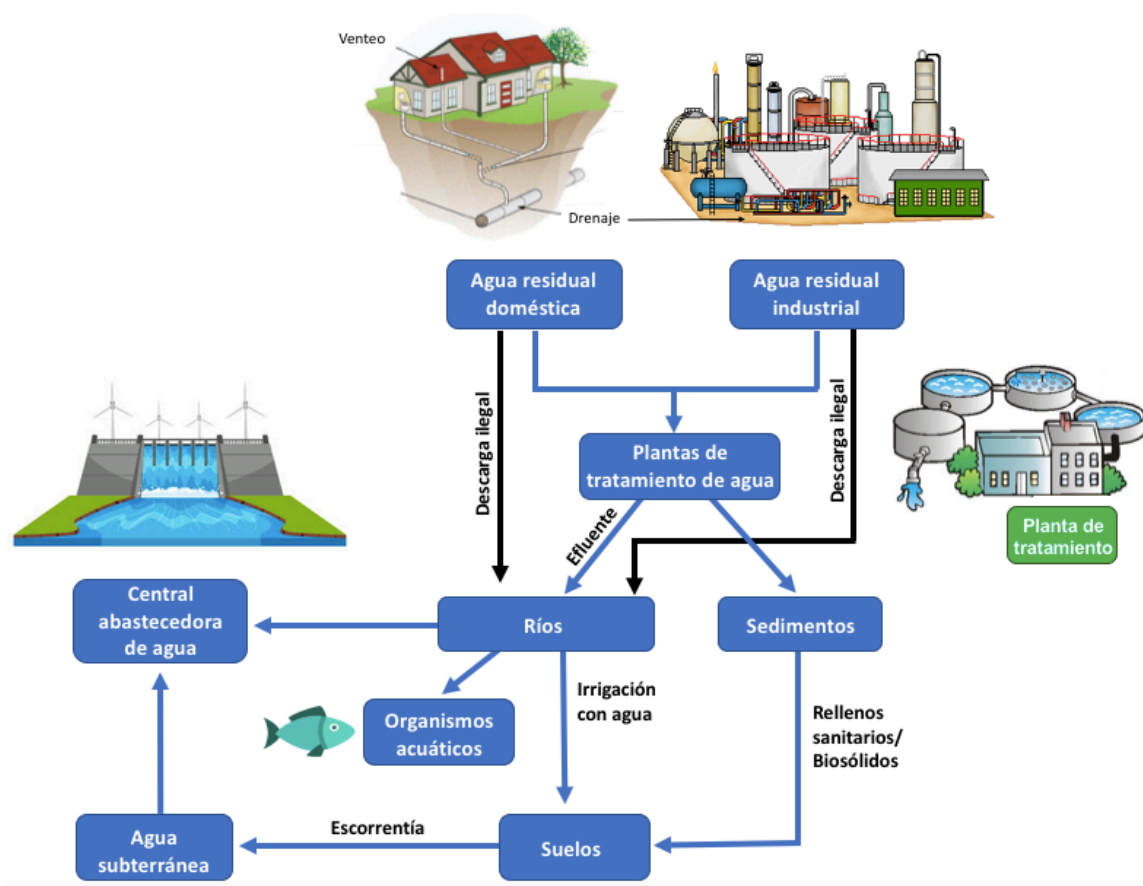 Venteo
Drenaje
Agua residual
doméstica
Agua residual
industrial
Descarga ilegal
Descarga ilegal
Plantas de
tratamiento de agua
Planta de
tratamiento
Efluente
Central
abastecedora
de agua
Ríos
Sedimentos
Irrigación
con agua
Organismos
acuáticos
Rellenos
sanitarios/
Biosólidos
Escorrentía
Agua
subterránea
Suelos